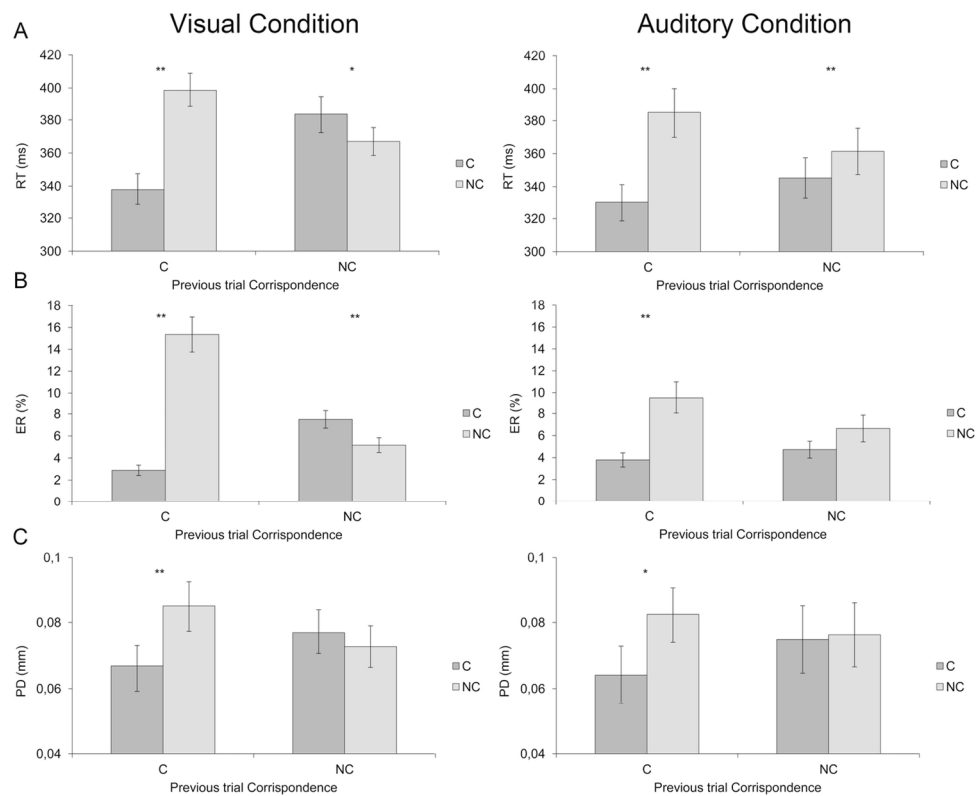 A
Visual Condition
Auditory Condition
420
400
380
360
340
320
300
RT (ms)
**
*
C
NC
C
NC
Previous trial Corrispondence
420
400
380
360
340
320
300
RT (ms)
**
**
C
NC
C
NC
Previous trial Corrispondence
B
18
16
14
12
10
8
6
4
2
0
ER (%)
**
**
C
NC
C
NC
Previous trial Corrispondence
18
16
14
12
10
8
6
4
2
0
ER (%)
**
C
NC
C
NC
Previous trial Corrispondence
C
0,1
0,08
0,06
0,04
PD (mm)
**
C
NC
C
NC
Previous trial Corrispondence
0,1
0,08
0,06
0,04
PD (mm)
*
C
NC
C
NC
Previous trial Corrispondence